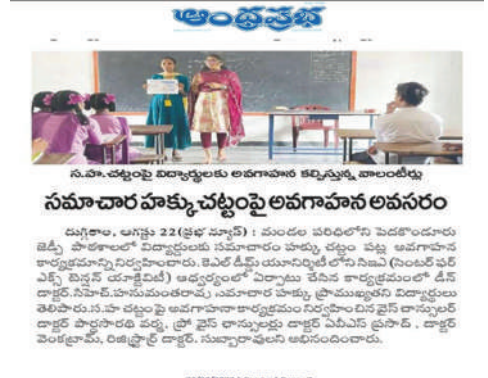 ఆంధ్రప్రభ
స.హ.చట్టంపై విద్యార్థులకు అవగాహన కల్పిస్తున్న వాలంటీర్లు
సమాచార హక్కుచట్టంపై అవగాహన అవసరం
దుగ్గిరాల, ఆగస్టు 22(ప్రభ న్యూస్) : మండల పరిధిలోని పెదకొండూరు
జెడ్పీ పాఠశాలలో విద్యార్థులకు సమాచారం హక్కు చట్టం పట్ల అవగాహన
కార్యక్రమాన్ని నిర్వహించారు. కెఎల్ డీమ్డ్ యూనిర్శిటీ లోని సిఇఎ (సెంటర్ ఫర్
ఎక్స్ టెన్షన్ యాక్టివిటీ) ఆధ్వర్యంలో ఏర్పాటు చేసిన కార్యక్రమంలో డీన్
డాక్టర్.సిహెచ్.హనుమంతరావు సమాచార హక్కు ప్రాముఖ్యతని విద్యార్థులు
తెలిపారు.స.హ చట్టం పై అవగాహనా కార్యక్రమం నిర్వహించిన వైస్ చాన్సులర్
డాక్టర్ పార్థసారథి వర్మ, ప్రో వైస్ ఛాన్సులర్లు డాక్టర్ ఏవిఎస్ ప్రసాద్ , డాక్టర్
వెంకట్రామ్, రిజిస్ట్రార్ డాక్టర్. సుబ్బారావులని అభినందించారు.